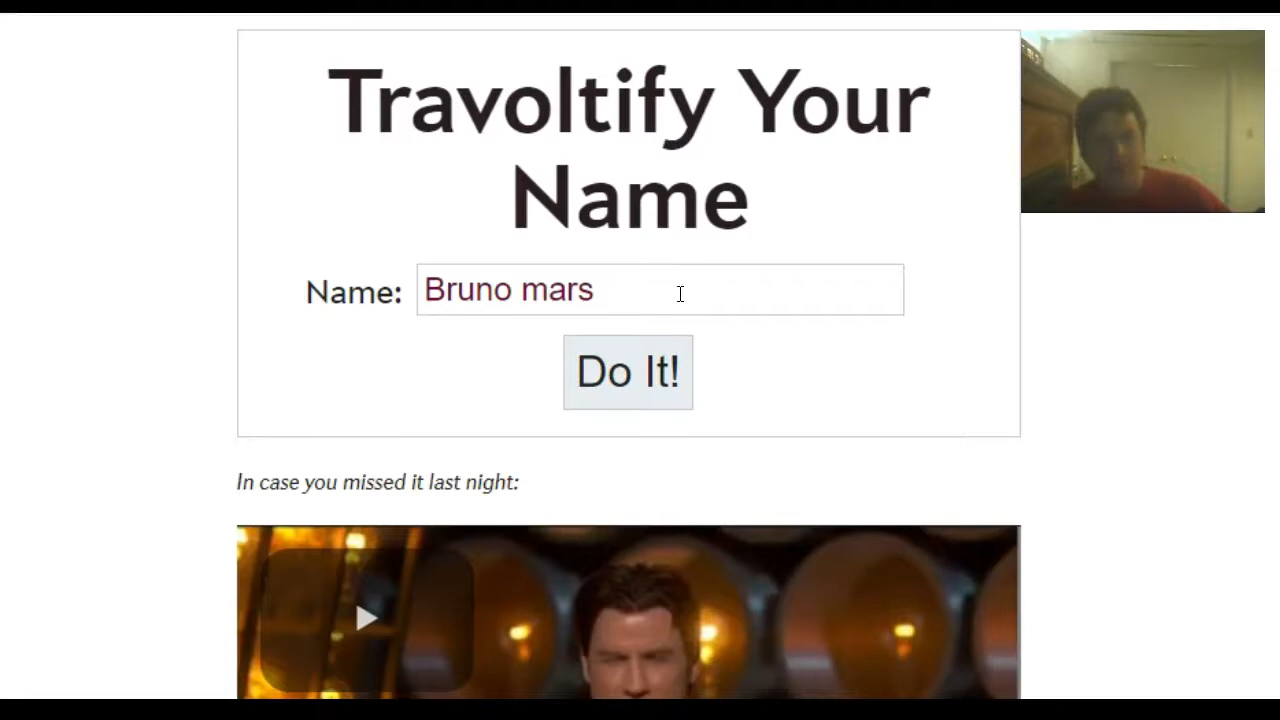 Travoltify Your
Name
Name: Bruno mars
Do It!
In case you missed it last night: